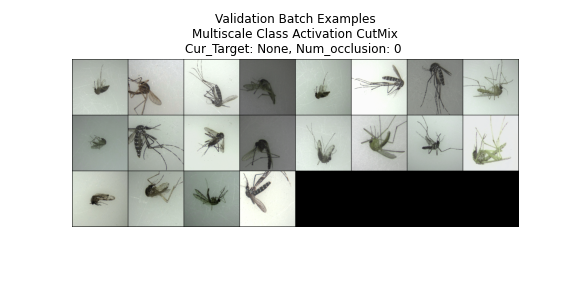 Validation Batch Examples
Multiscale Class Activation CutMix
Cur_Target: None, Num_occlusion: 0